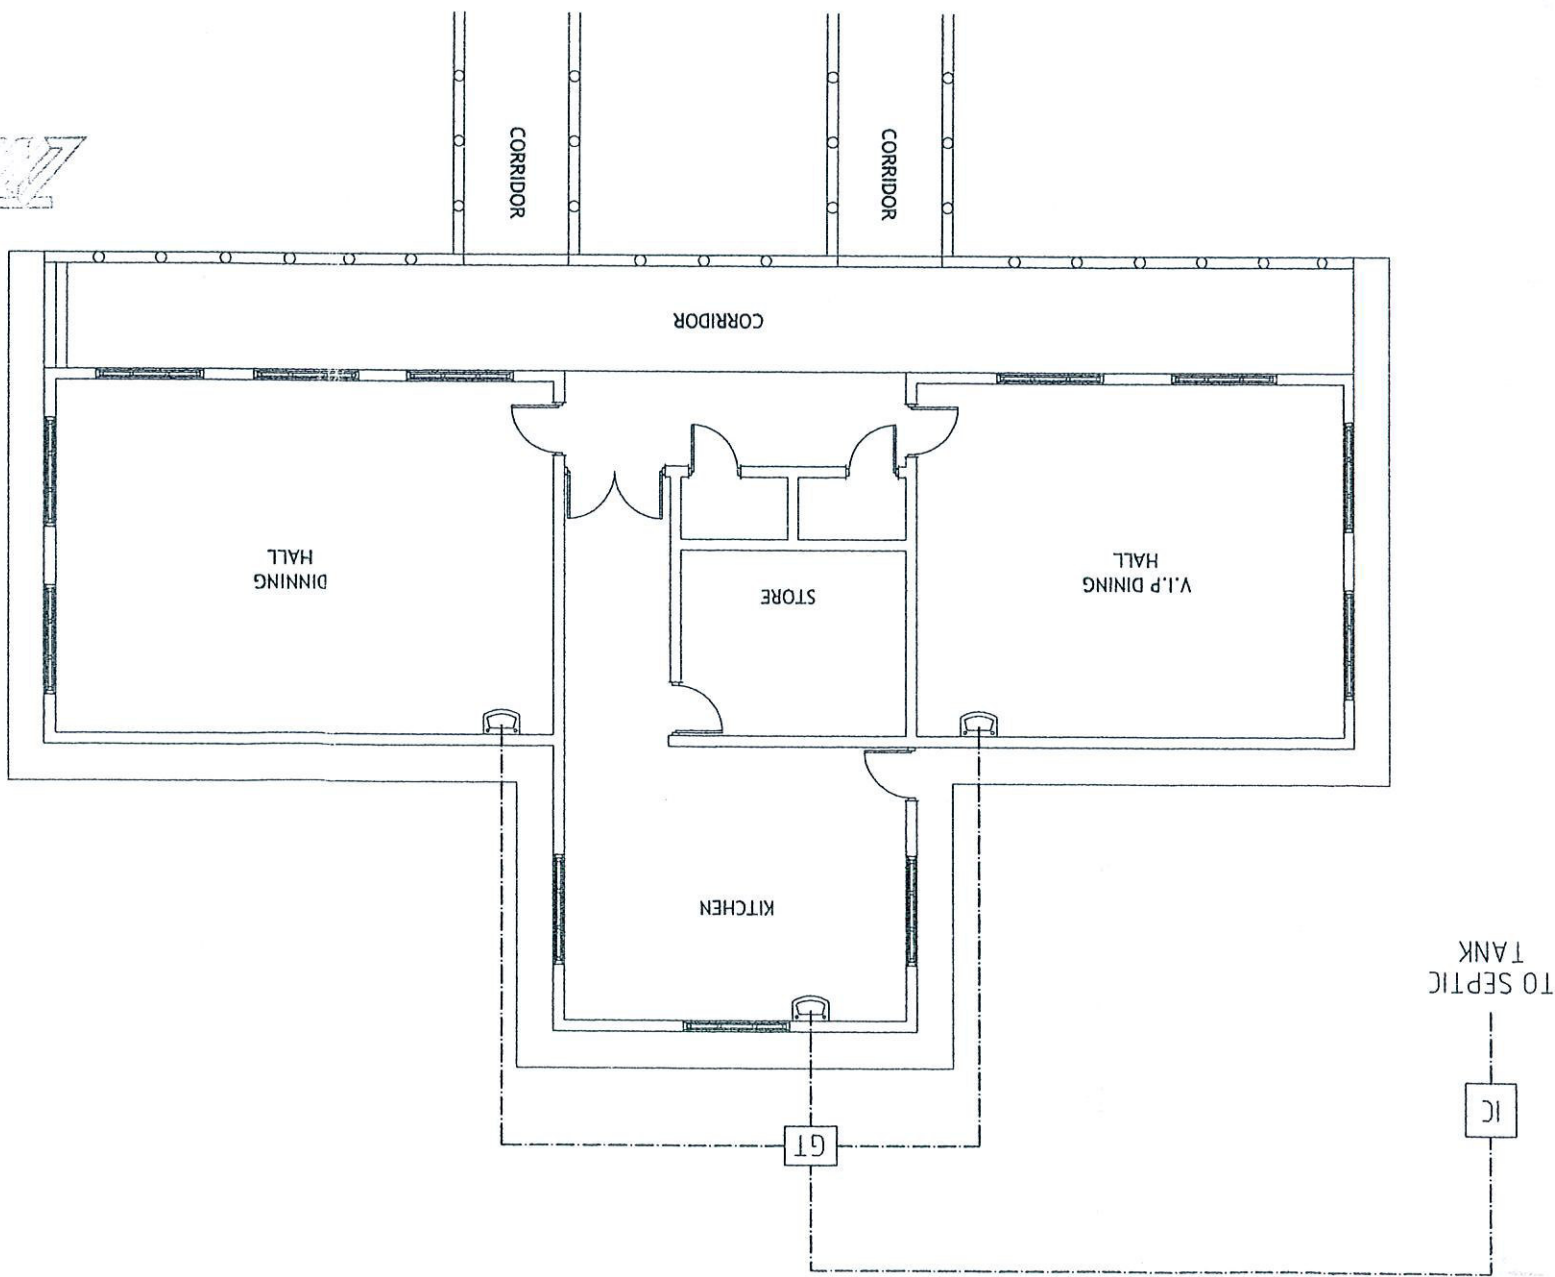 GT
IC
TO SEPTIC
TANK
KITCHEN
V.I.P DINING
HALL
STORE
DINNING
HALL
CORRIDOR
CORRIDOR
CORRIDOR